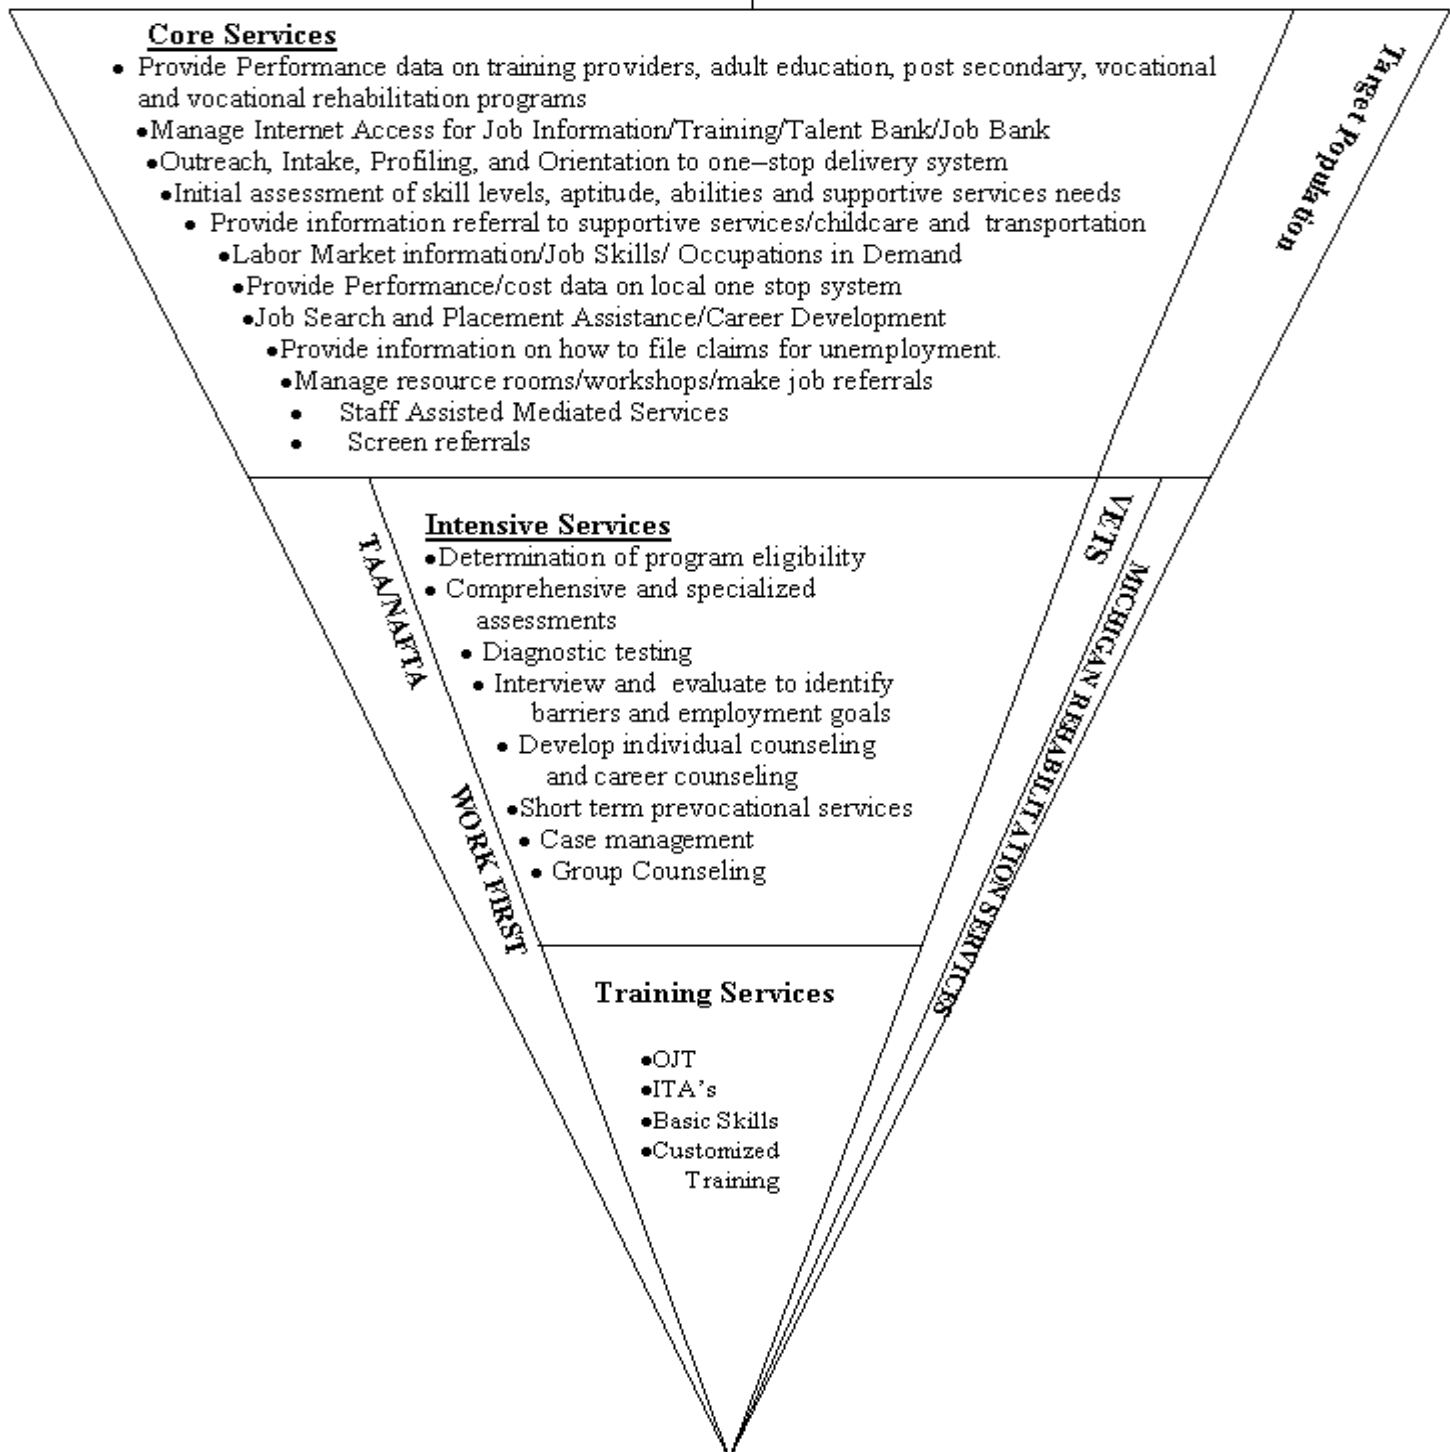 Core Services
● Provide Performance data on training providers, adult education, post secondary, vocational
and vocational rehabilitation programs
●Manage Internet Access for Job Information/Training/Talent Bank/Job Bank
●Outreach, Intake, Profiling, and Orientation to one–stop delivery system
●Initial assessment of skill levels, aptitude, abilities and supportive services needs
● Provide information referral to supportive services/childcare and transportation
●Labor Market information/Job Skills/ Occupations in Demand
●Provide Performance/cost data on local one stop system
●Job Search and Placement Assistance/Career Development
●Provide information on how to file claims for unemployment.
●Manage resource rooms/workshops/make job referrals
● Staff Assisted Mediated Services
● Screen referrals
Target Population
TAA/NAFTA
WORK FIRST
Intensive Services
●Determination of program eligibility
● Comprehensive and specialized
assessments
● Diagnostic testing
● Interview and evaluate to identify
barriers and employment goals
● Develop individual counseling
and career counseling
●Short term prevocational services
● Case management
● Group Counseling
VETS
MICHIGAN REHABILITATION SERVICES
Training Services
●OJT
●ITA's
●Basic Skills
●Customized
Training